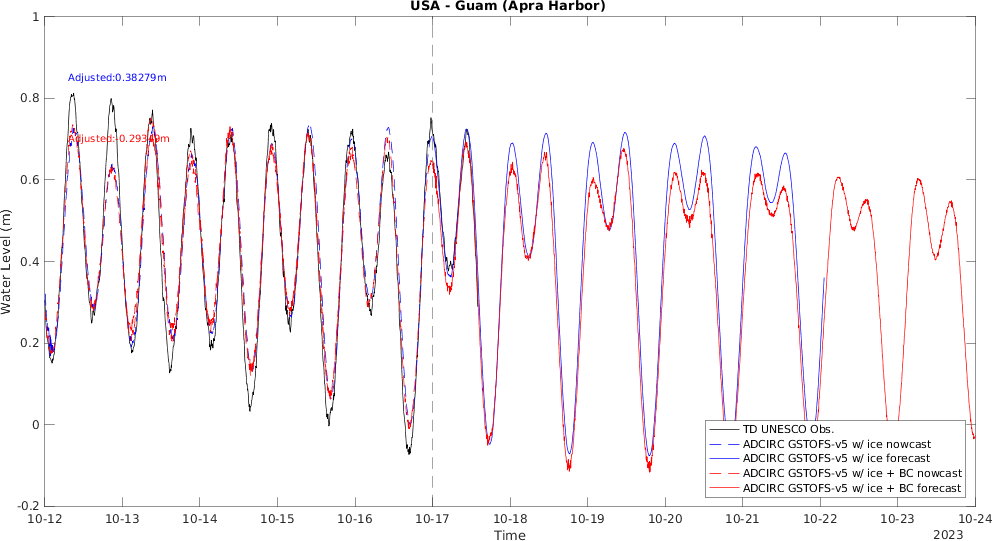 USA - Guam (Apra Harbor)
1
0.8
0.6
0.4
0.2
0
-0.2
Water Level (m)
Adjusted:0.38279m
TD UNESCO Obs.
ADCIRC GSTOFS-v5 w/ ice nowcast
ADCIRC GSTOFS-v5 w/ ice forecast
ADCIRC GSTOFS-v5 w/ ice + BC nowcast
ADCIRC GSTOFS-v5 w/ ice + BC forecast
10-12 10-13 10-14 10-15 10-16 10-17 10-18 10-19 10-20 10-21 10-22 10-23 10-24
Time
2023